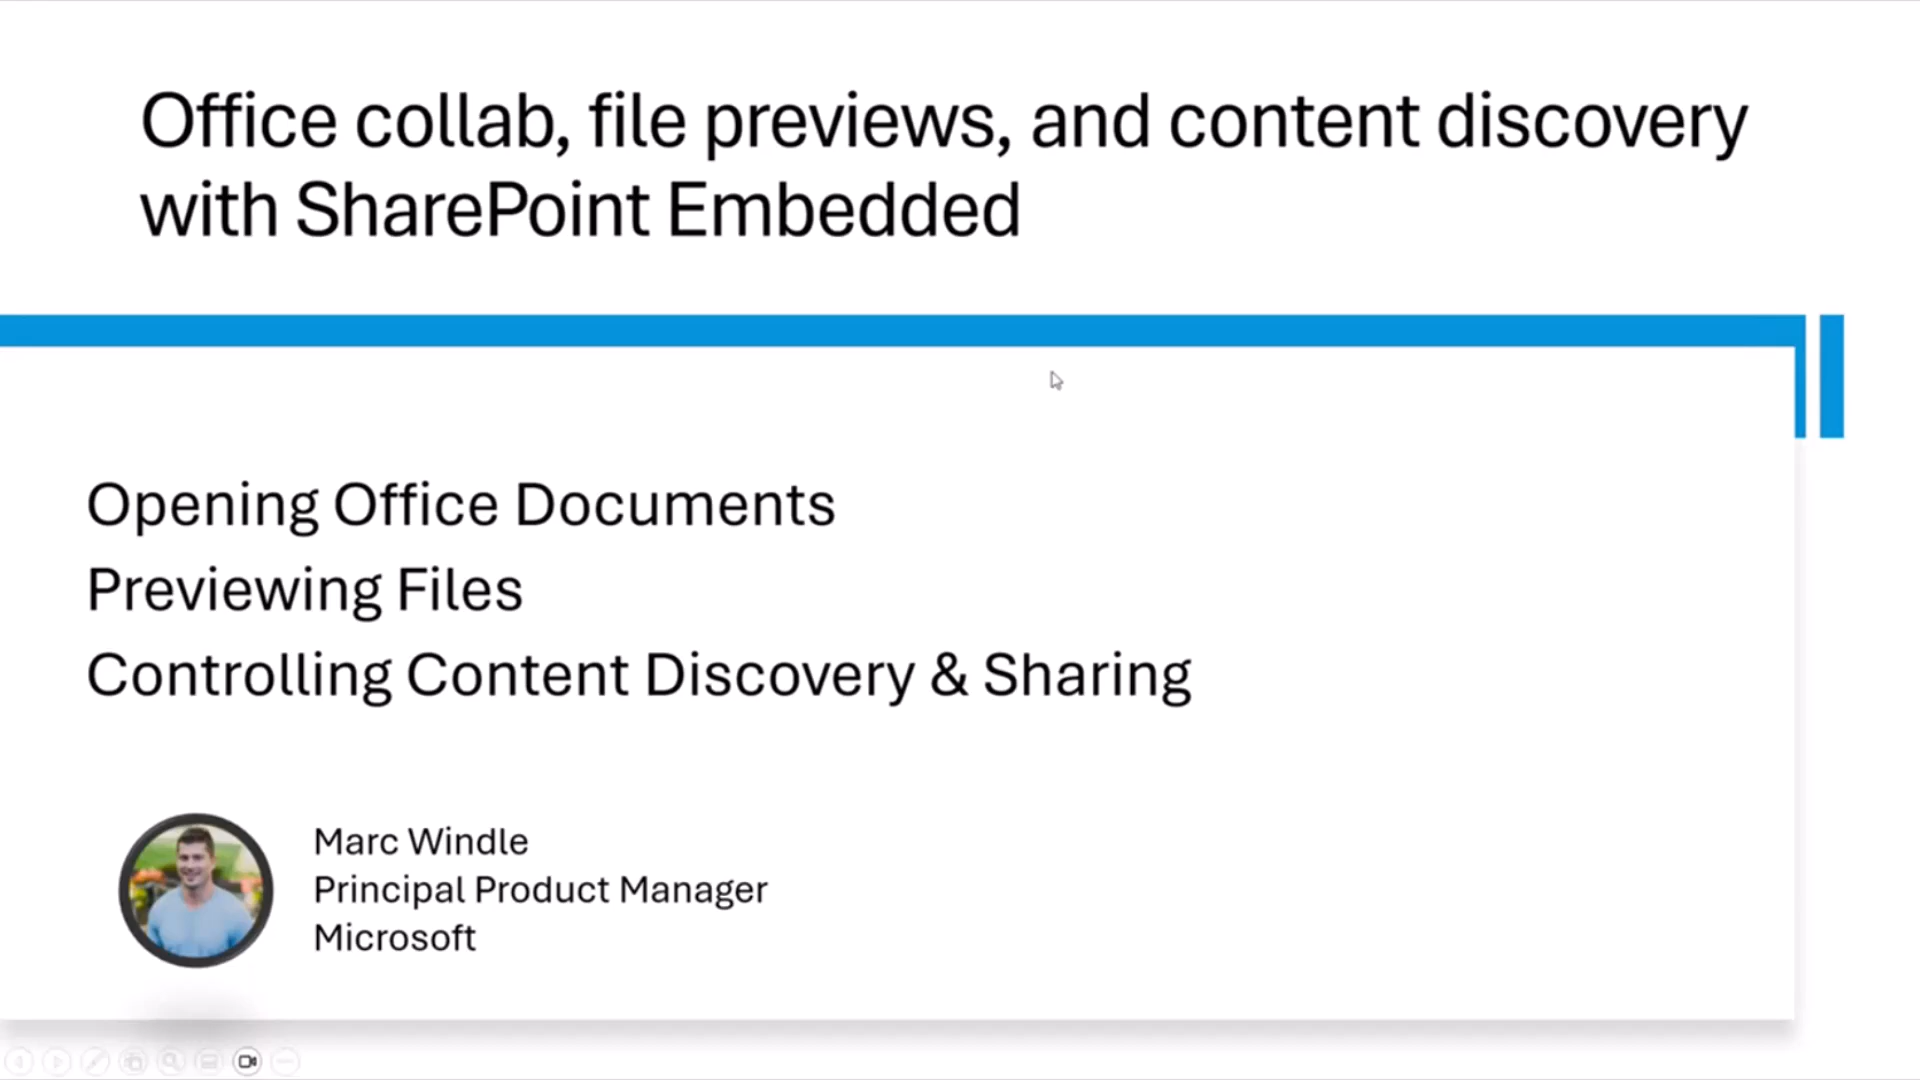 Office collab, file previews, and content discovery
with SharePoint Embedded
Opening Office Documents
Previewing Files
Controlling Content Discovery & Sharing
Marc Windle
Principal Product Manager
Microsoft